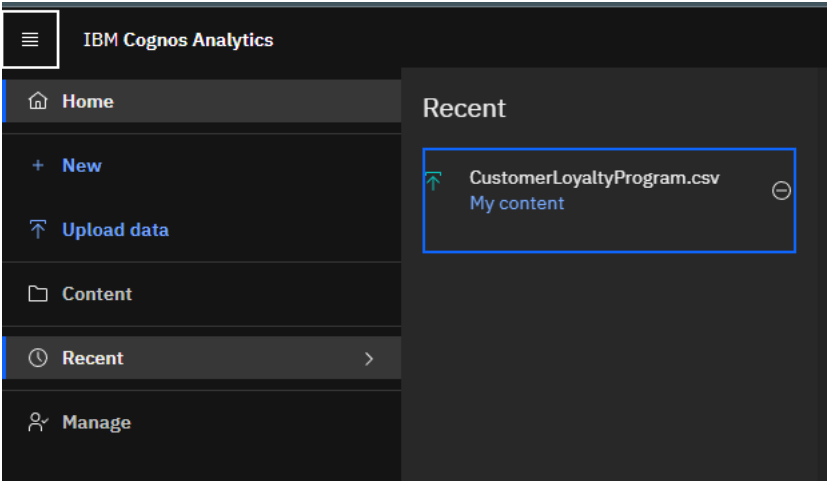 IBM Cognos Analytics
Home
New
Upload data
Content
Recent
Manage
Recent
CustomerLoyaltyProgram.csv
My content